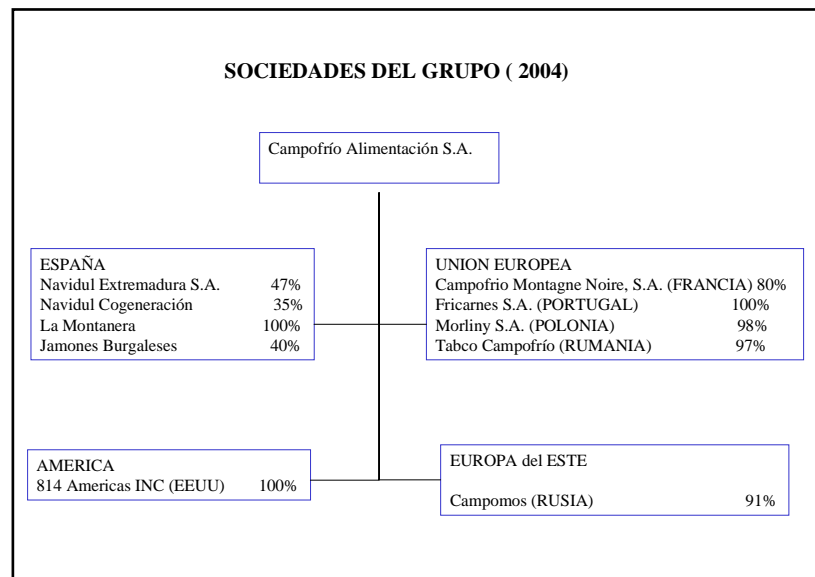 SOCIEDADES DEL GRUPO ( 2004)
Campofrío Alimentación S.A.
ESPAÑA
Navidul Extremadura S.A. 47%
Navidul Cogeneración 35%
La Montanera 100%
Jamones Burgaleses 40%
UNION EUROPEA
Campofrio Montagne Noire, S.A. (FRANCIA) 80%
Fricarnes S.A. (PORTUGAL) 100%
Morliny S.A. (POLONIA) 98%
Tabco Campofrío (RUMANIA) 97%
AMERICA
814 Americas INC (EEUU) 100%
EUROPA del ESTE
Campomos (RUSIA) 91%